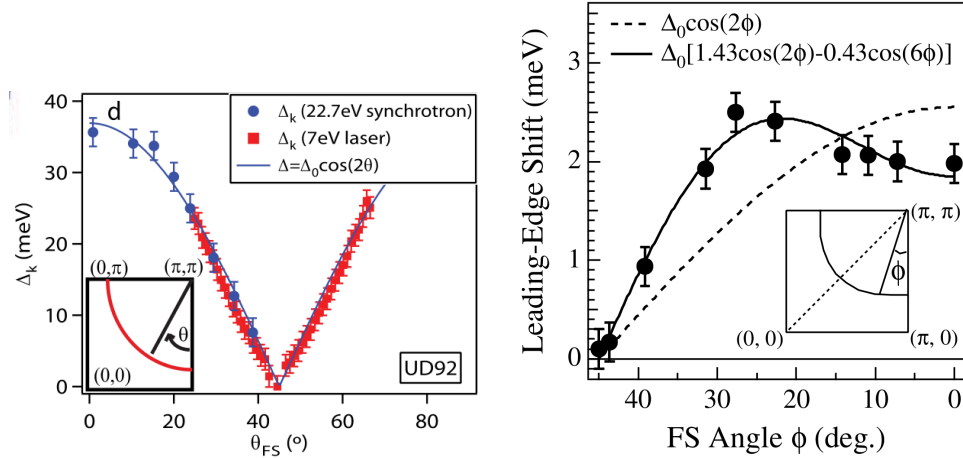 d
Δk (22.7eV synchrotron)
Δk (7eV laser)
Δ=Δ0cos(2θ)
Δk (meV)
40
30
20
10
0
(0,π)
(π,π)
θ
(0,0)
UD92
0
20
40
60
80
θFS (º)
Δ0cos(2ϕ)
Δ0[1.43cos(2ϕ)-0.43cos(6ϕ)]
Leading-Edge Shift (meV)
3
2
1
0
(π, π)
ϕ
(0, 0)
(π, 0)
40
30
20
10
0
FS Angle ϕ (deg.)